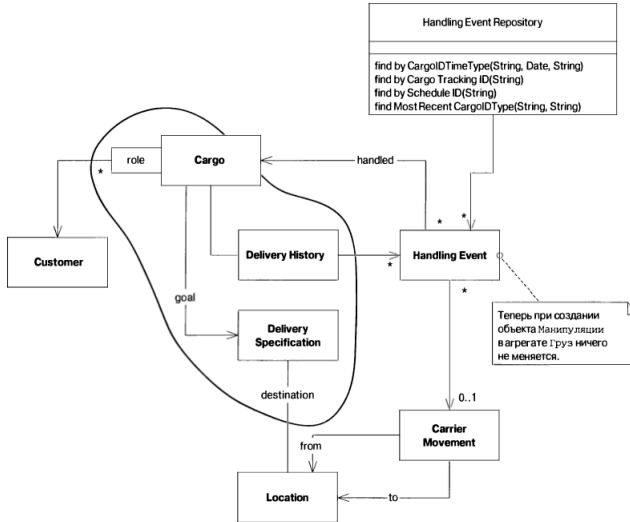 Handling Event Repository
find by CargoIDTimeType(String, Date, String)
find by Cargo Tracking ID(String)
find by Schedule ID(String)
find Most Recent CargoIDType(String, String)
role
Cargo
handled
*
*
*
Customer
Delivery History
*
Handling Event
*
goal
Delivery
Specification
Теперь при создании
объекта Манипуляции
в агрегате Груз ничего
не меняется.
destination
0..1
Carrier
Movement
from
Location
to